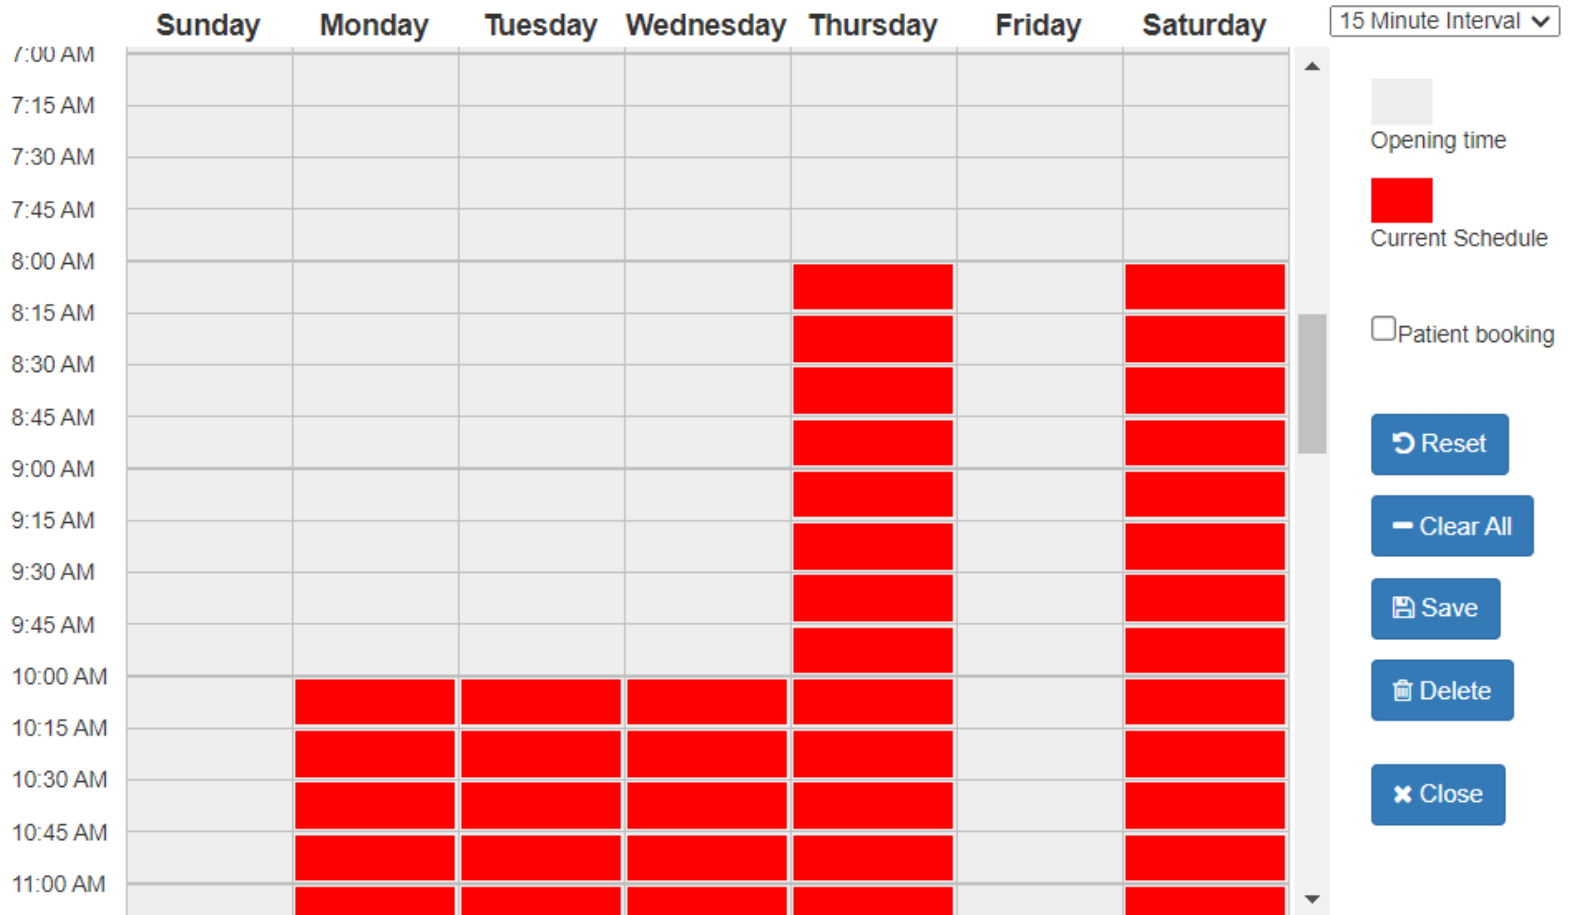 Sunday Monday Tuesday Wednesday Thursday Friday Saturday
15 Minute Interval
7:00 AM
7:15 AM
7:30 AM
7:45 AM
8:00 AM
8:15 AM
8:30 AM
8:45 AM
9:00 AM
9:15 AM
9:30 AM
9:45 AM
10:00 AM
10:15 AM
10:30 AM
10:45 AM
11:00 AM
Opening time
Current Schedule
Patient booking
Reset
Clear All
Save
Delete
Close